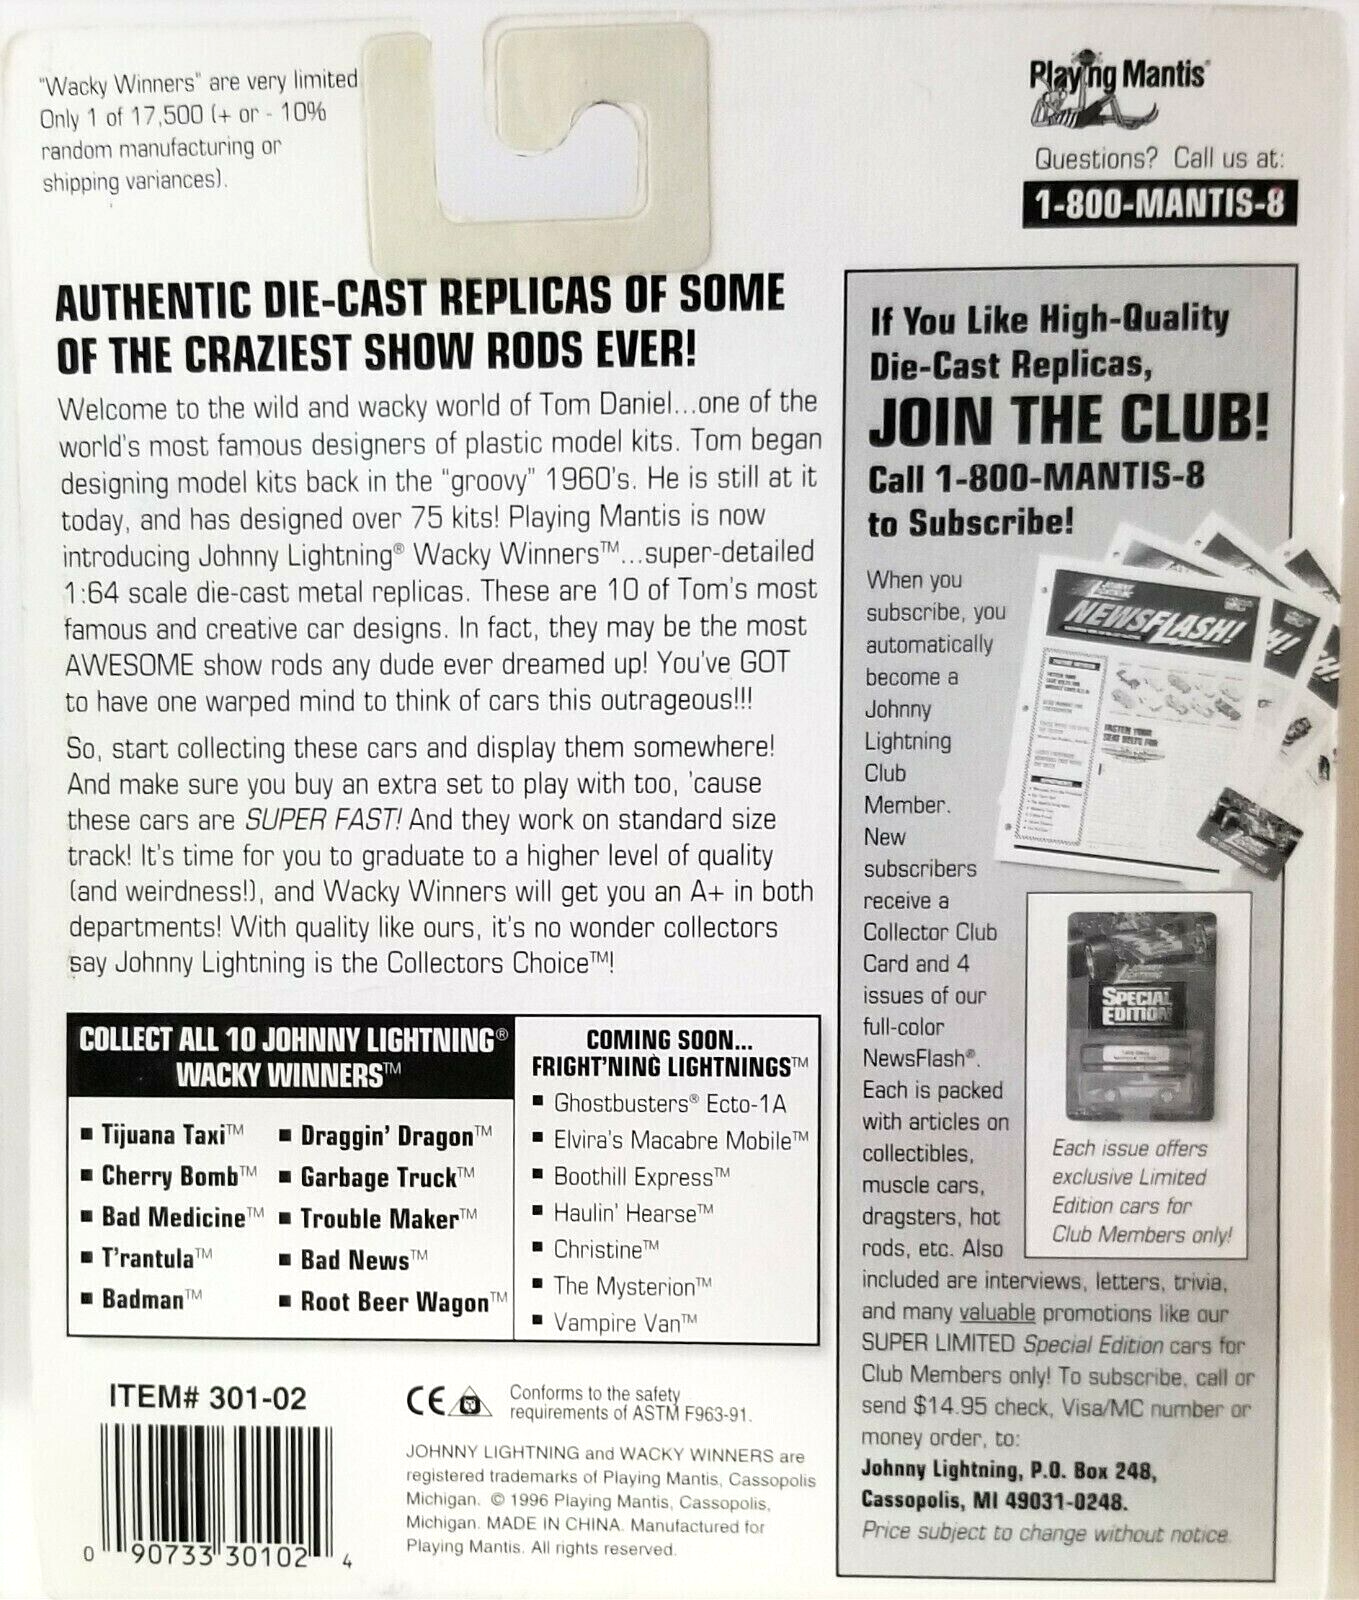 "Wacky Winners" are very limited
Only 1 of 17,500 (+ or - 10%
random manufacturing or
shipping variances).
Playing Mantis®
Questions? Call us at:
1-800-MANTIS-8
AUTHENTIC DIE-CAST REPLICAS OF SOME
OF THE CRAZIEST SHOW RODS EVER!
Welcome to the wild and wacky world of Tom Daniel...one of the
world's most famous designers of plastic model kits. Tom began
designing model kits back in the "groovy" 1960's. He is still at it
today, and has designed over 75 kits! Playing Mantis is now
introducing Johnny Lightning® Wacky Winners™...super-detailed
1:64 scale die-cast metal replicas. These are 10 of Tom's most
famous and creative car designs. In fact, they may be the most
AWESOME show rods any dude ever dreamed up! You've GOT
to have one warped mind to think of cars this outrageous!!!
So, start collecting these cars and display them somewhere!
And make sure you buy an extra set to play with too, 'cause
these cars are SUPER FAST! And they work on standard size
track! It's time for you to graduate to a higher level of quality
(and weirdness!), and Wacky Winners will get you an A+ in both
departments! With quality like ours, it's no wonder collectors
say Johnny Lightning is the Collectors Choice™!
COLLECT ALL 10 JOHNNY LIGHTNING®
WACKY WINNERS™
Tijuana Taxi™
Cherry Bomb™
Bad Medicine™
T'rantula™
Badman™
Draggin' Dragon™
Garbage Truck™
Trouble Maker™
Bad News™
Root Beer Wagon™
COMING SOON...
FRIGHT'NING LIGHTNINGS™
Ghostbusters® Ecto-1A
Elvira's Macabre Mobile™
Boothill Express™
Haulin' Hearse™
Christine™
The Mysterion™
Vampire Van™
ITEM# 301-02
0 90733 30102 4
CE
Conforms to the safety
requirements of ASTM F963-91.
JOHNNY LIGHTNING and WACKY WINNERS are
registered trademarks of Playing Mantis, Cassopolis
Michigan. © 1996 Playing Mantis, Cassopolis,
Michigan. MADE IN CHINA. Manufactured for
Playing Mantis. All rights reserved.
If You Like High-Quality
Die-Cast Replicas,
JOIN THE CLUB!
Call 1-800-MANTIS-8
to Subscribe!
When you
subscribe, you
automatically
become a
Johnny
Lightning
Club
Member.
New
subscribers
receive a
Collector Club
Card and 4
issues of our
full-color
NewsFlash®.
Each is packed
with articles on
collectibles,
muscle cars,
dragsters, hot
rods, etc. Also
included are interviews, letters, trivia,
and many valuable promotions like our
SUPER LIMITED Special Edition cars for
Club Members only! To subscribe, call or
send $14.95 check, Visa/MC number or
money order, to:
Johnny Lightning, P.O. Box 248,
Cassopolis, MI 49031-0248.
Price subject to change without notice.
NEWSFLASH!
FASTEN YOUR
SEAT BELTS FOR
SPECIAL
EDITION
Each issue offers
exclusive Limited
Edition cars for
Club Members only!